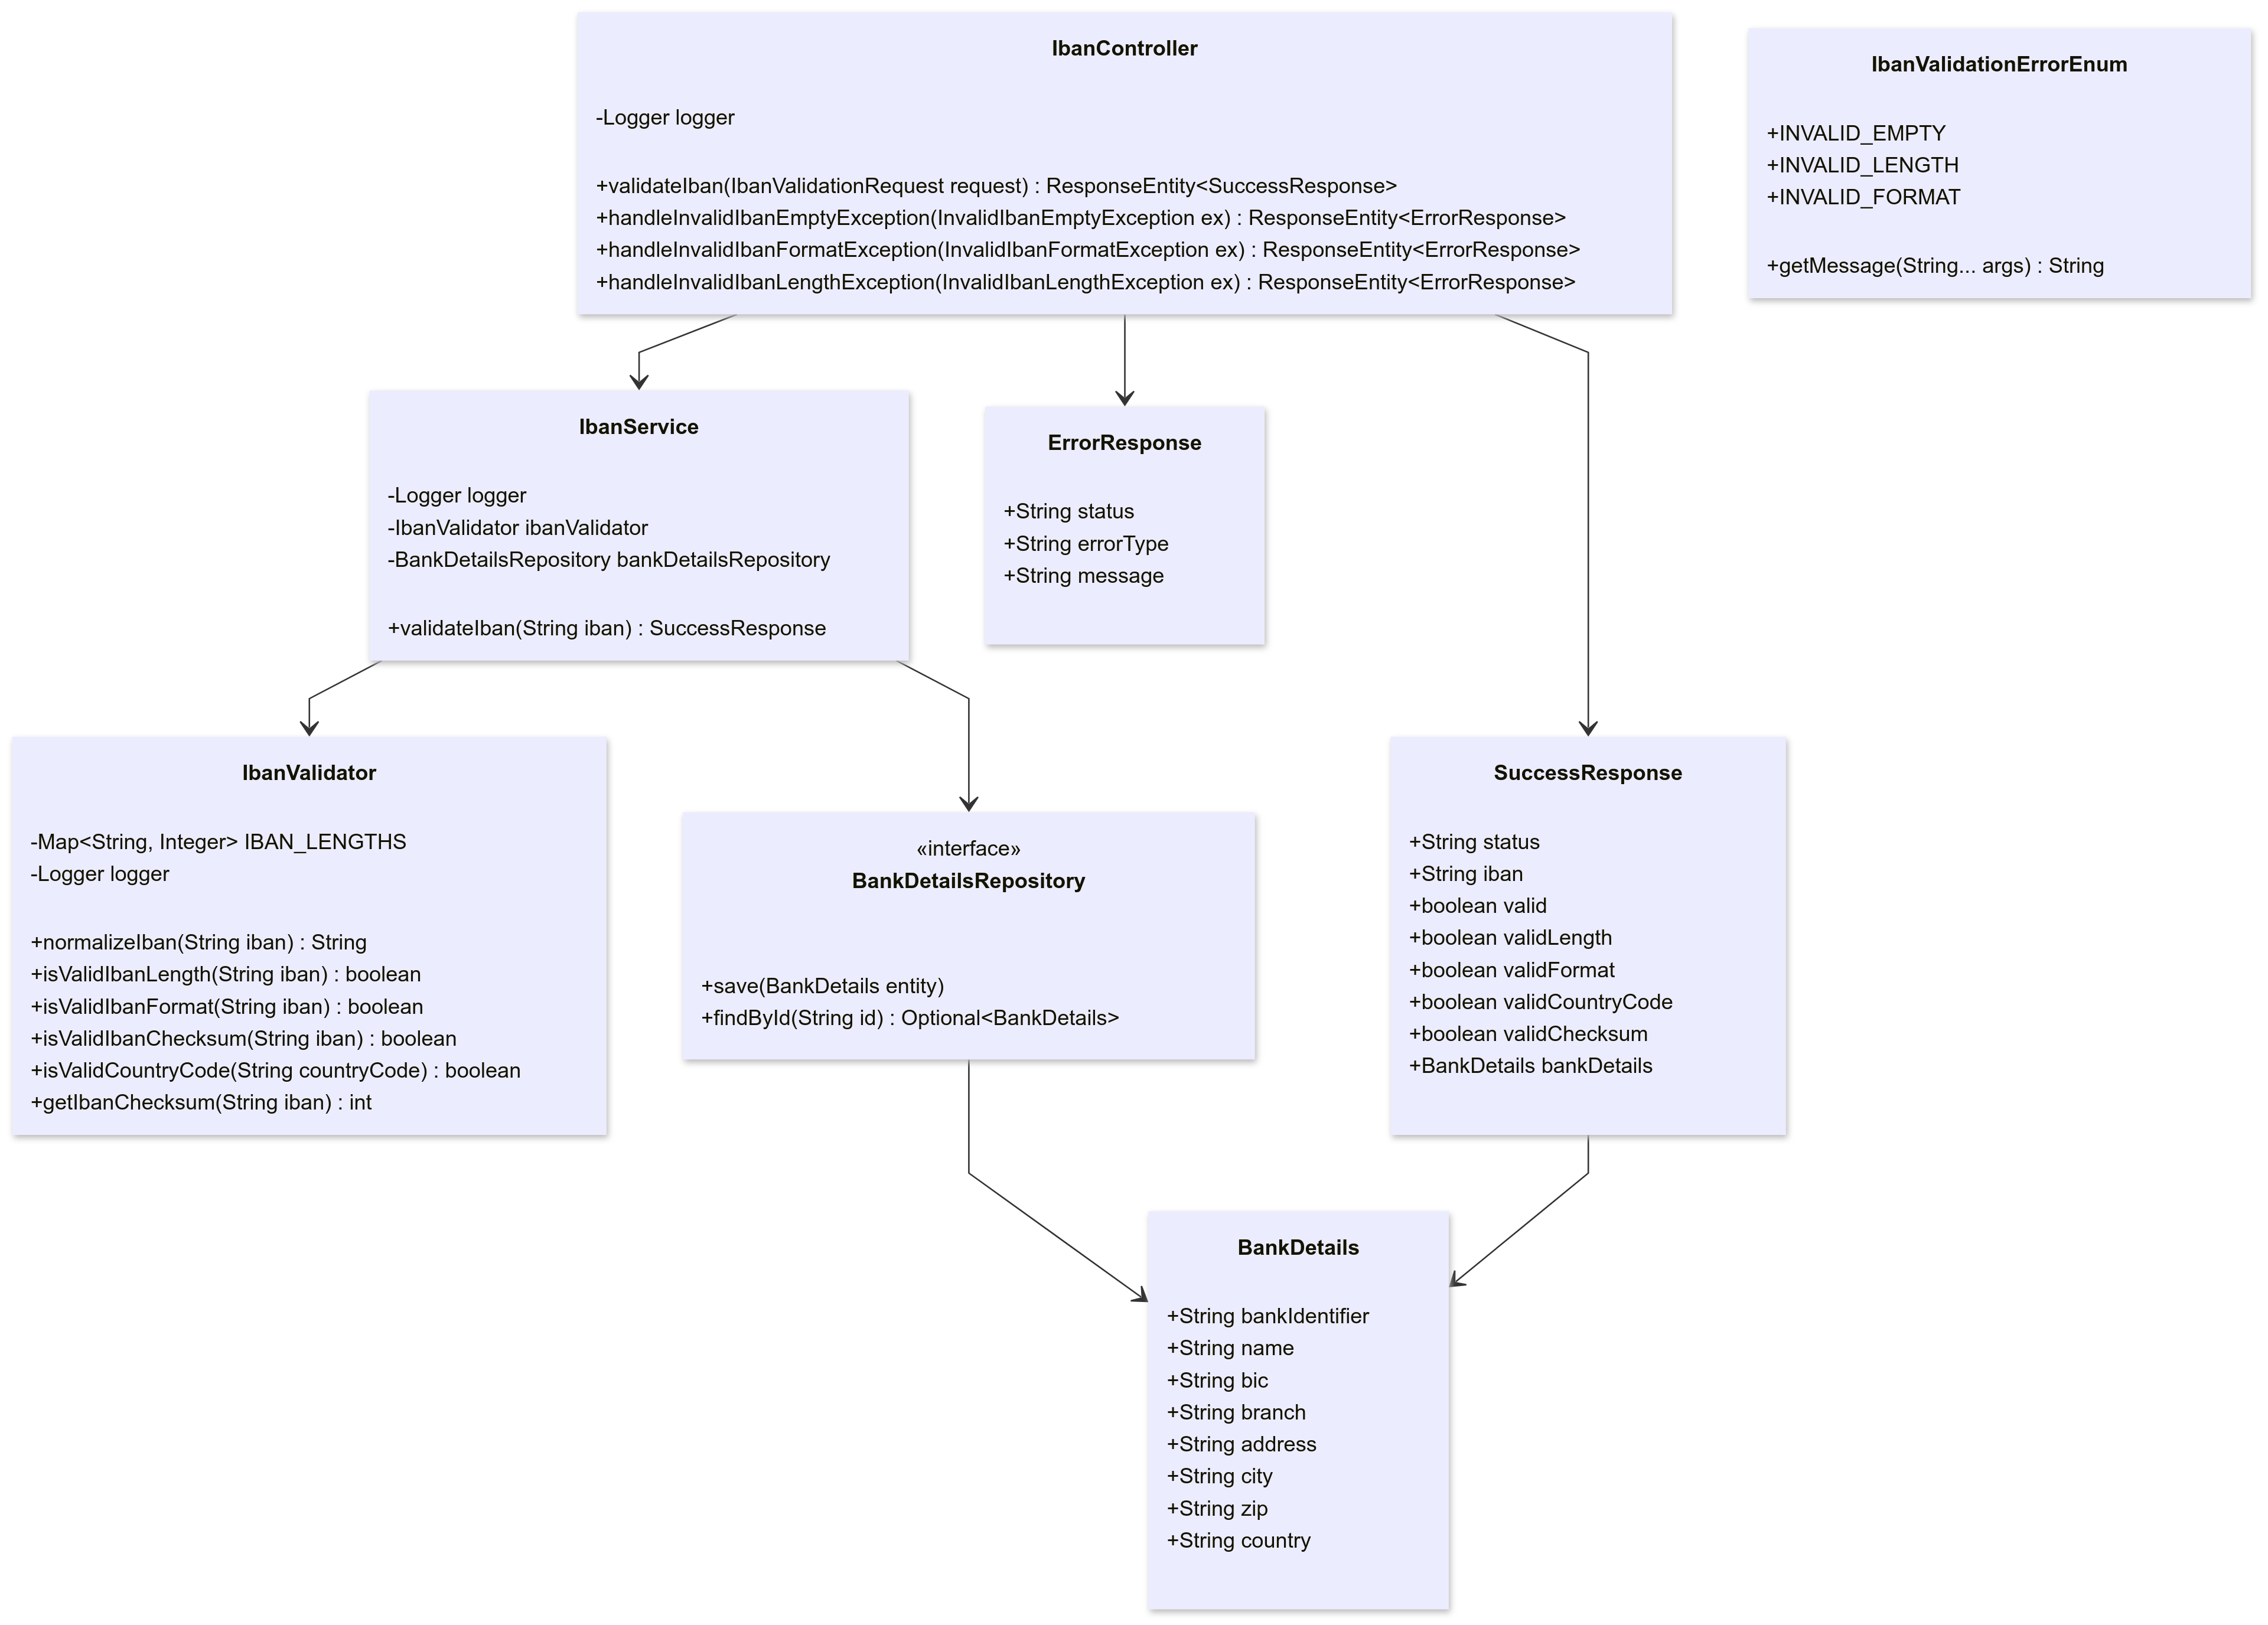 IbanController
-Logger logger
+validateIban(IbanValidationRequest request) : ResponseEntity<SuccessResponse>
+handleInvalidIbanEmptyException(InvalidIbanEmptyException ex) : ResponseEntity<ErrorResponse>
+handleInvalidIbanFormatException(InvalidIbanFormatException ex) : ResponseEntity<ErrorResponse>
+handleInvalidIbanLengthException(InvalidIbanLengthException ex) : ResponseEntity<ErrorResponse>
IbanValidationErrorEnum
+INVALID_EMPTY
+INVALID_LENGTH
+INVALID_FORMAT
+getMessage(String... args) : String
IbanService
-Logger logger
-IbanValidator ibanValidator
-BankDetailsRepository bankDetailsRepository
+validateIban(String iban) : SuccessResponse
ErrorResponse
+String status
+String errorType
+String message
IbanValidator
-Map<String, Integer> IBAN_LENGTHS
-Logger logger
+normalizeIban(String iban) : String
+isValidIbanLength(String iban) : boolean
+isValidIbanFormat(String iban) : boolean
+isValidIbanChecksum(String iban) : boolean
+isValidCountryCode(String countryCode) : boolean
+getIbanChecksum(String iban) : int
«interface»
BankDetailsRepository
+save(BankDetails entity)
+findById(String id) : Optional<BankDetails>
SuccessResponse
+String status
+String iban
+boolean valid
+boolean validLength
+boolean validFormat
+boolean validCountryCode
+boolean validChecksum
+BankDetails bankDetails
BankDetails
+String bankIdentifier
+String name
+String bic
+String branch
+String address
+String city
+String zip
+String country